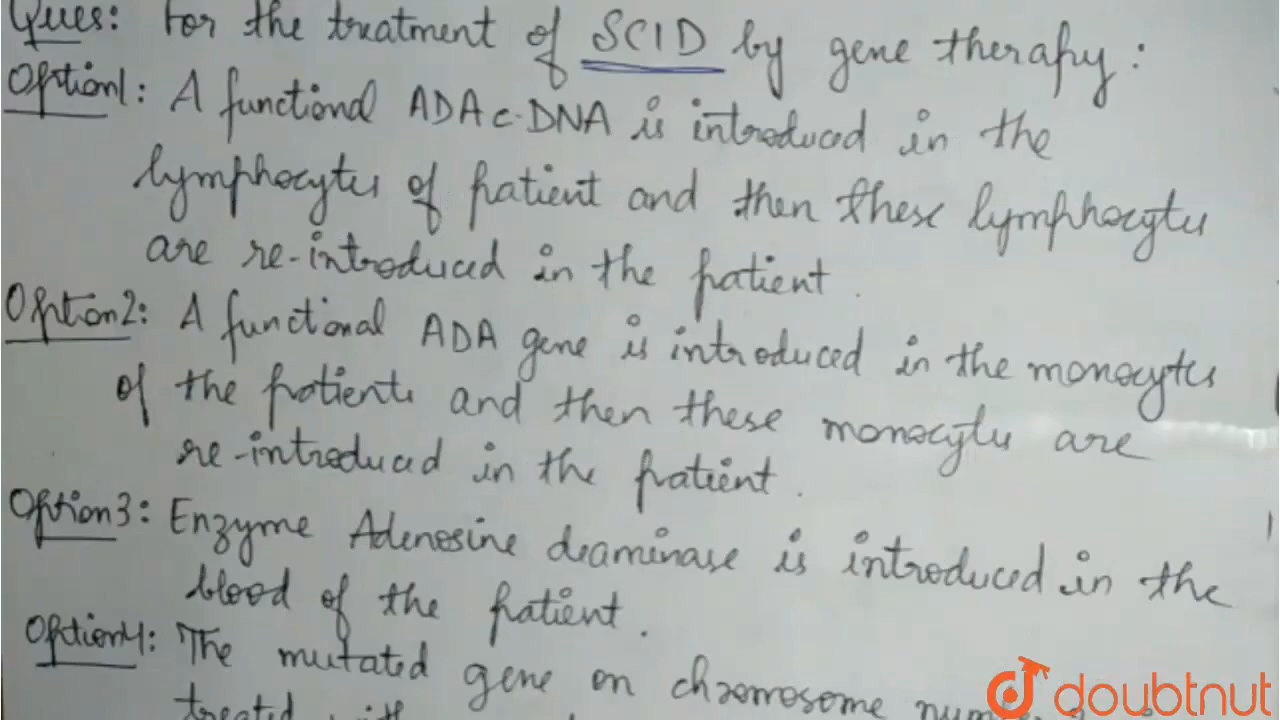 Ques: For the treatment of SCID by gene therapy:
Option1: A functional ADA c-DNA is introduced in the
lymphocytes of patient and then these lymphocytes
are re-introduced in the patient.
Option2: A functional ADA gene is introduced in the monocytes
of the patients and then these monocytes are
re-introduced in the patient.
Option3: Enzyme Adenosine deaminase is introduced in the
blood of the patient.
Option4: The mutated gene on chromosome
treated with
doubtnut